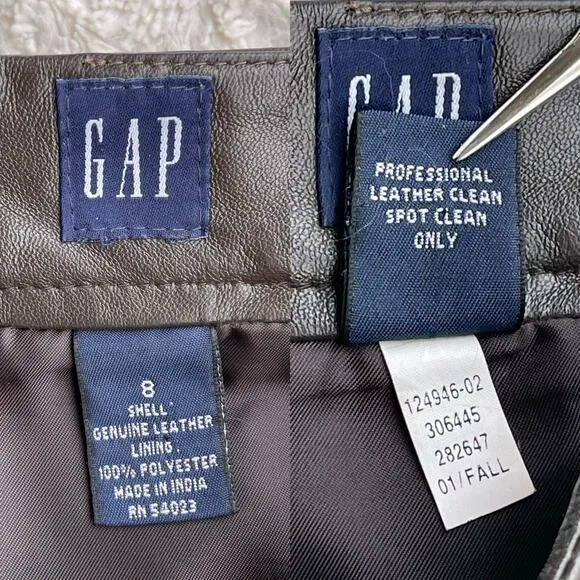 GAP
8
SHELL
GENUINE LEATHER
LINING
100% POLYESTER
MADE IN INDIA
RN 54023
GAP
PROFESSIONAL
LEATHER CLEAN
SPOT CLEAN
ONLY
124946-02
306445
282647
01/FALL